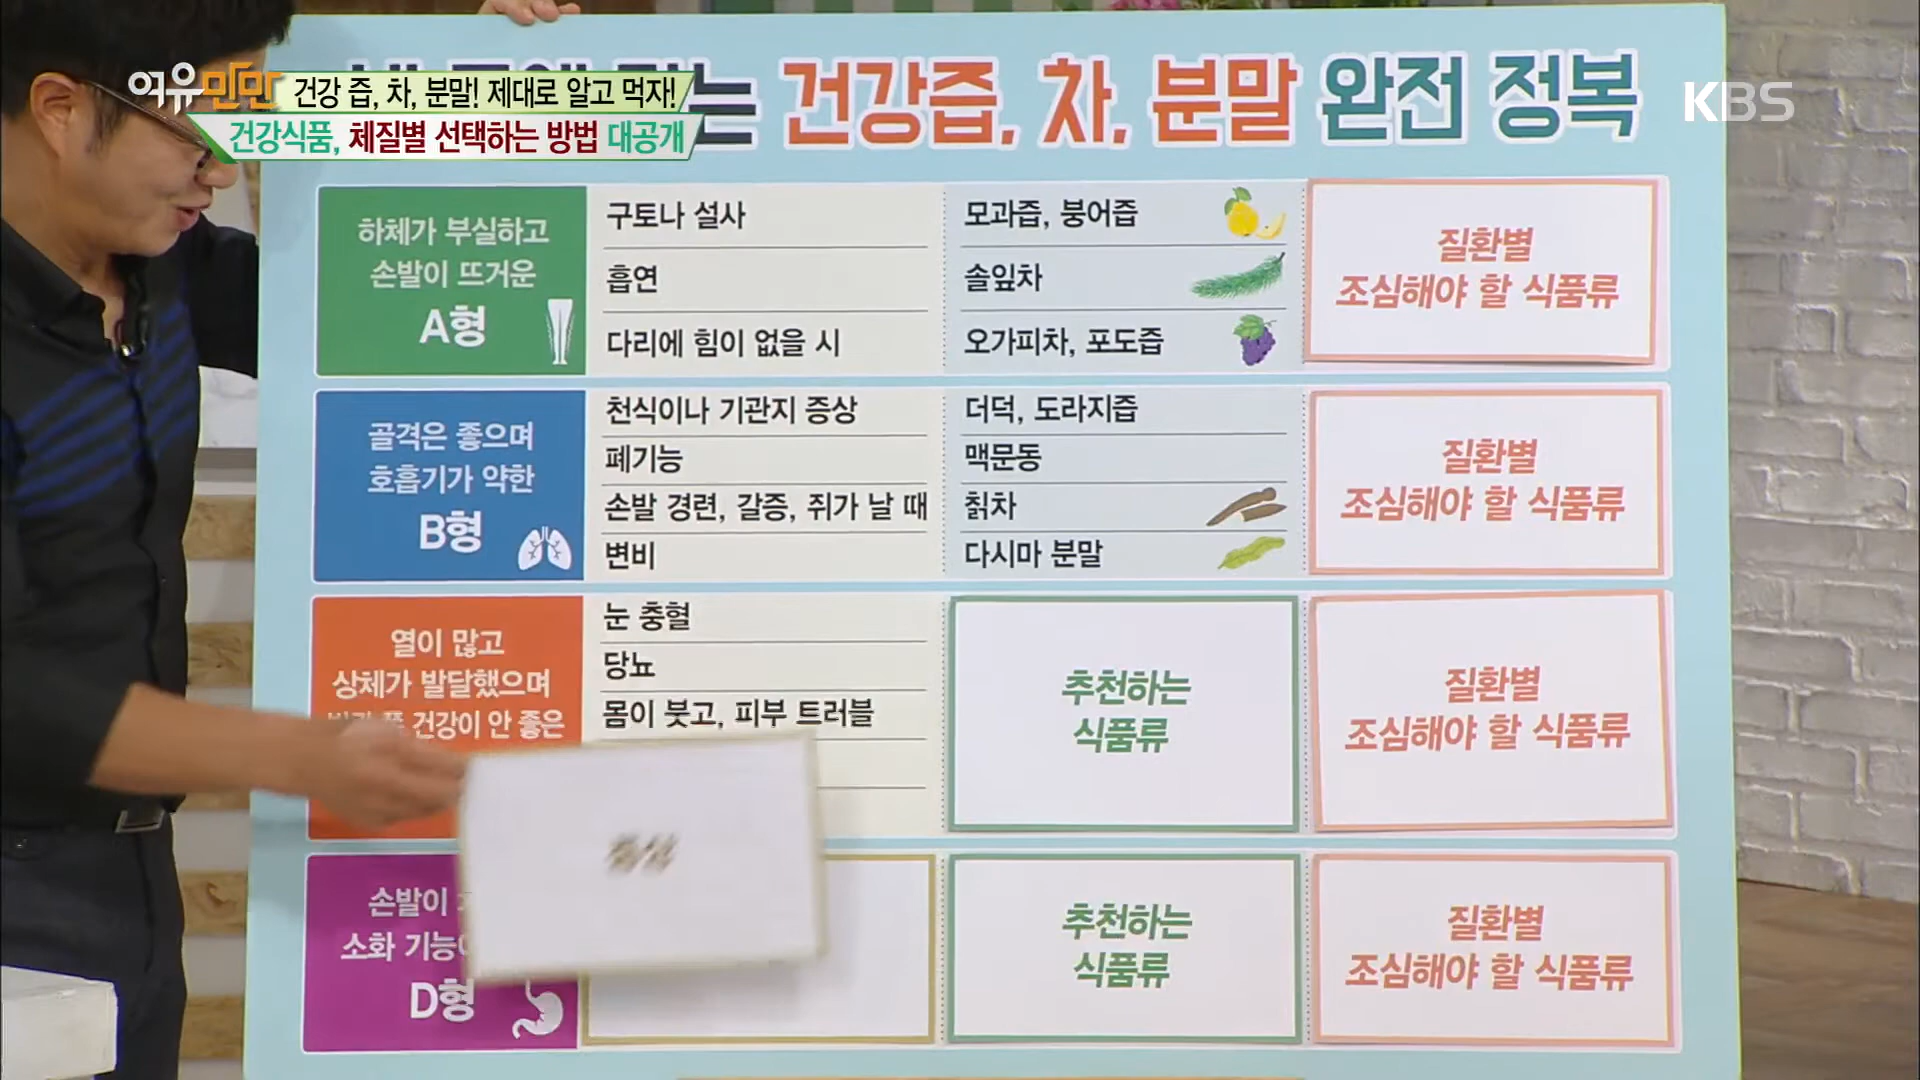 여유만만
건강 즙, 차, 분말! 제대로 알고 먹자!
건강식품, 체질별 선택하는 방법 대공개
KBS
는 건강즙, 차, 분말 완전 정복
하체가 부실하고
손발이 뜨거운
A형
구토나 설사
흡연
다리에 힘이 없을 시
모과즙, 붕어즙
솔잎차
오가피차, 포도즙
질환별
조심해야 할 식품류
골격은 좋으며
호흡기가 약한
B형
천식이나 기관지 증상
폐기능
손발 경련, 갈증, 쥐가 날 때
변비
더덕, 도라지즙
맥문동
칡차
다시마 분말
질환별
조심해야 할 식품류
열이 많고
상체가 발달했으며
건강이 안 좋은
눈 충혈
당뇨
몸이 붓고, 피부 트러블
추천하는
식품류
질환별
조심해야 할 식품류
증상
손발이
소화 기능이
D형
추천하는
식품류
질환별
조심해야 할 식품류